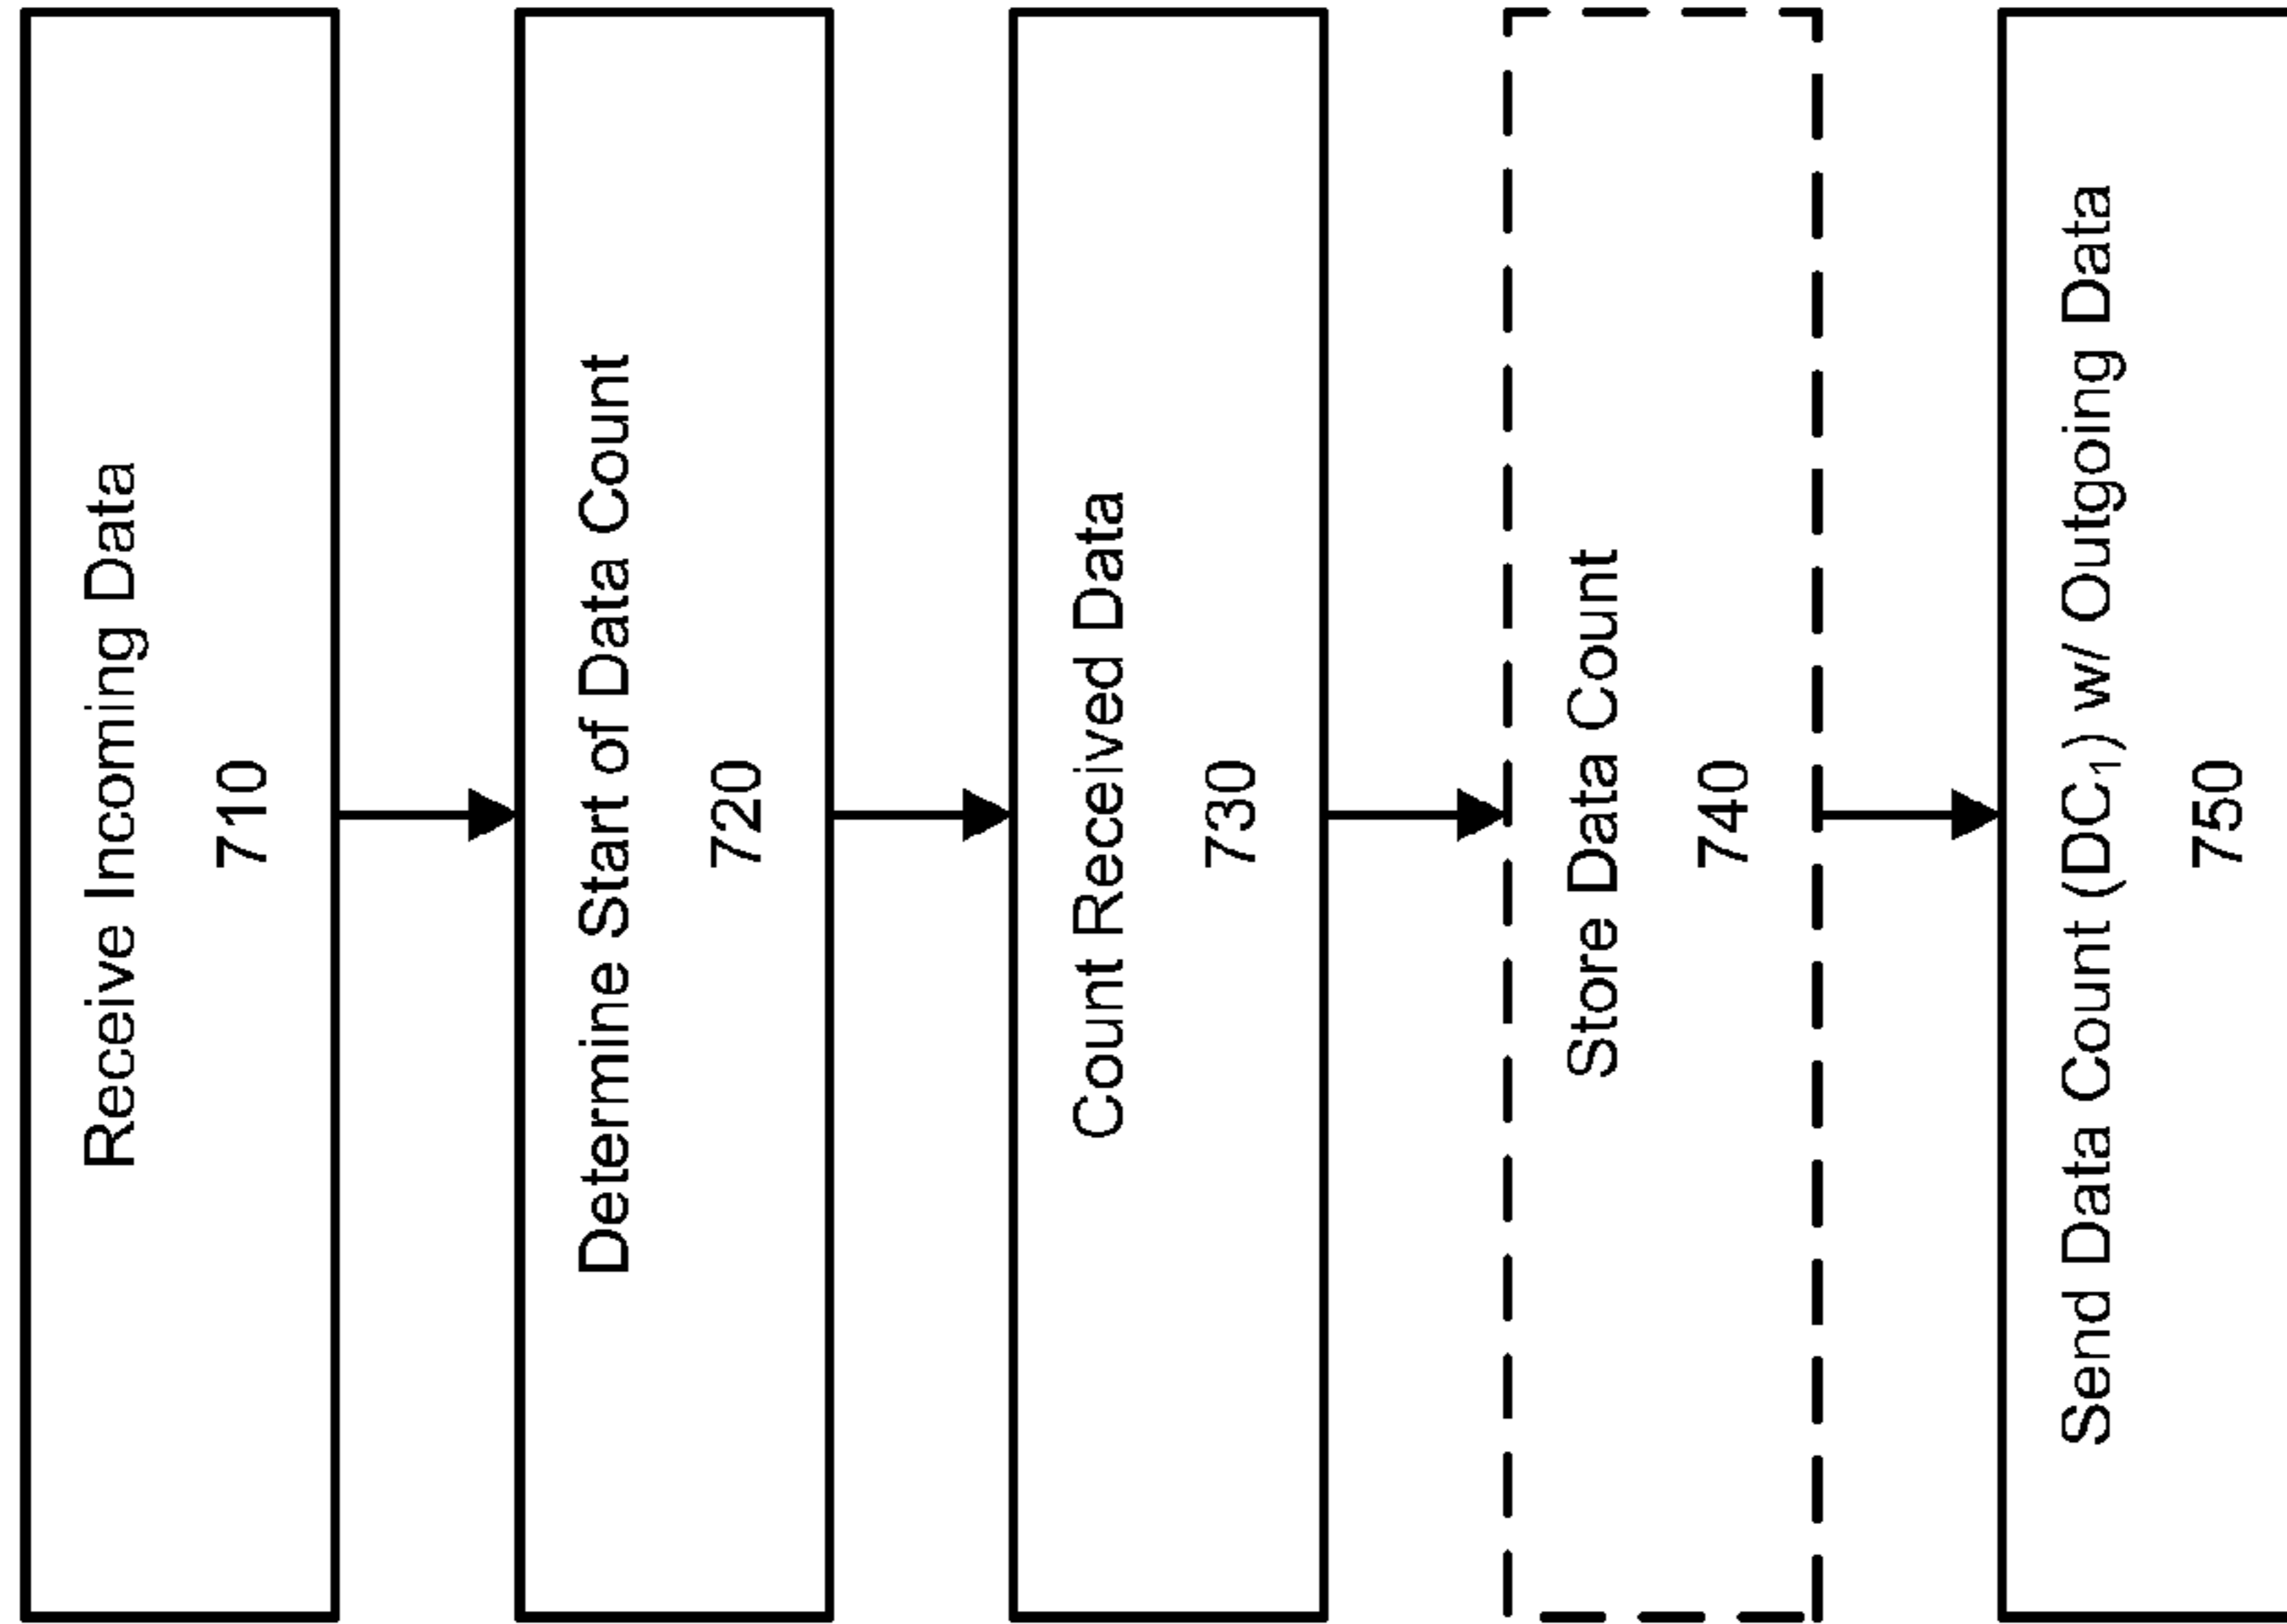 Receive Incoming Data
710
Determine Start of Data Count
720
Count Received Data
730
Store Data Count
740
Send Data Count (DC₁) w/ Outgoing Data
750